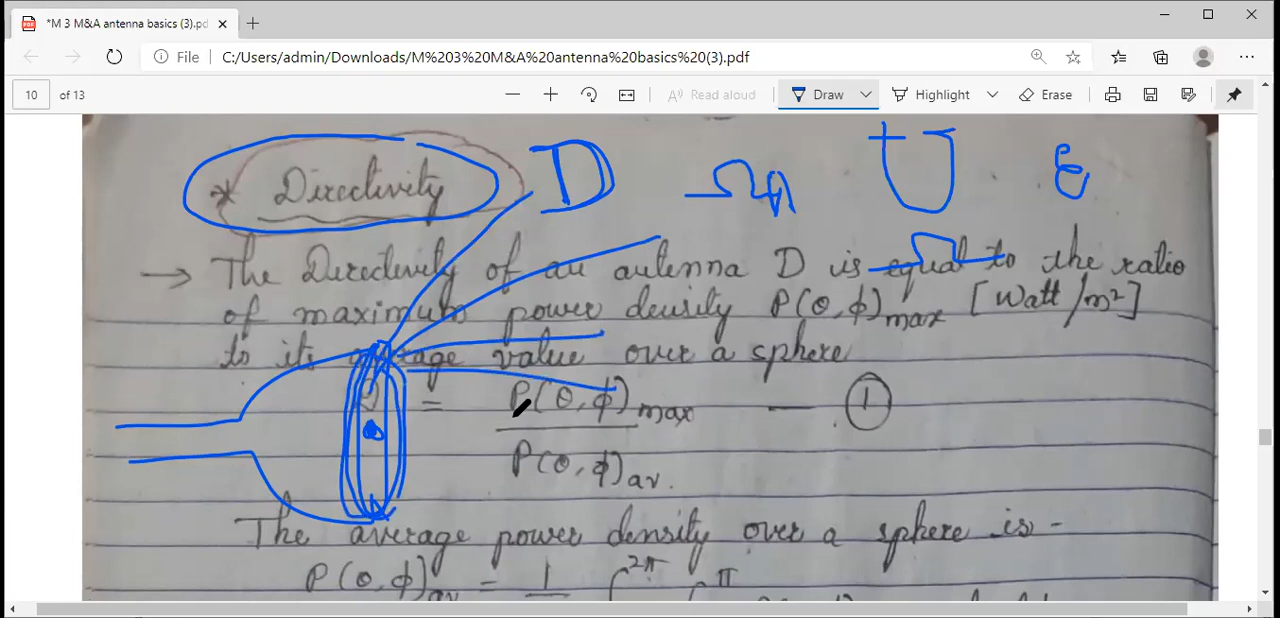 *M 3 M&A antenna basics (3).pd
File C:/Users/admin/Downloads/M%203%20M&A%20antenna%20basics%20(3).pdf
10 of 13 Read aloud Draw Highlight Erase
* Directivity D ΩA U ε
→ The Directivity of an antenna D is equal to the ratio
of maximum power density P(θ,ϕ)max [Watt/m²]
to its average value over a sphere
D = P(θ,ϕ)max — ①
P(θ,ϕ)av.
The average power density over a sphere is -
P(θ,ϕ)av = 1 ∫2π ∫π